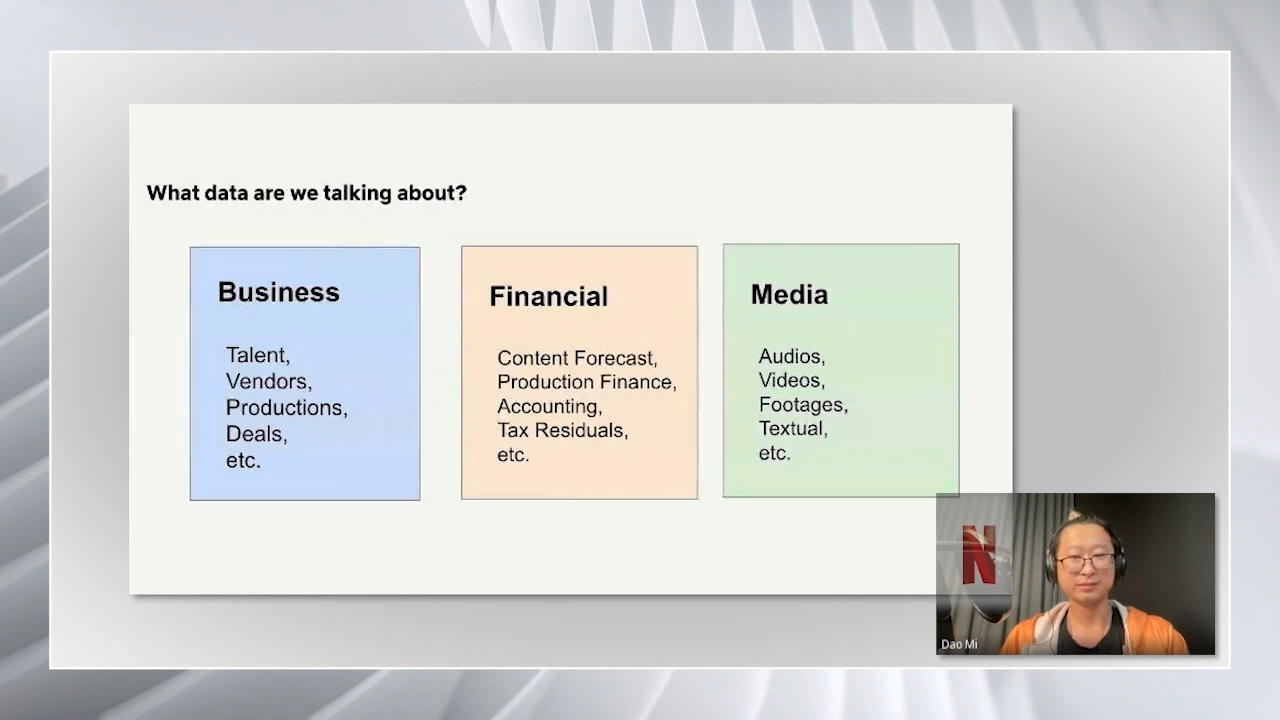 What data are we talking about?
Business
Talent,
Vendors,
Productions,
Deals,
etc.
Financial
Content Forecast,
Production Finance,
Accounting,
Tax Residuals,
etc.
Media
Audios,
Videos,
Footages,
Textual,
etc.
N
Dao Mi